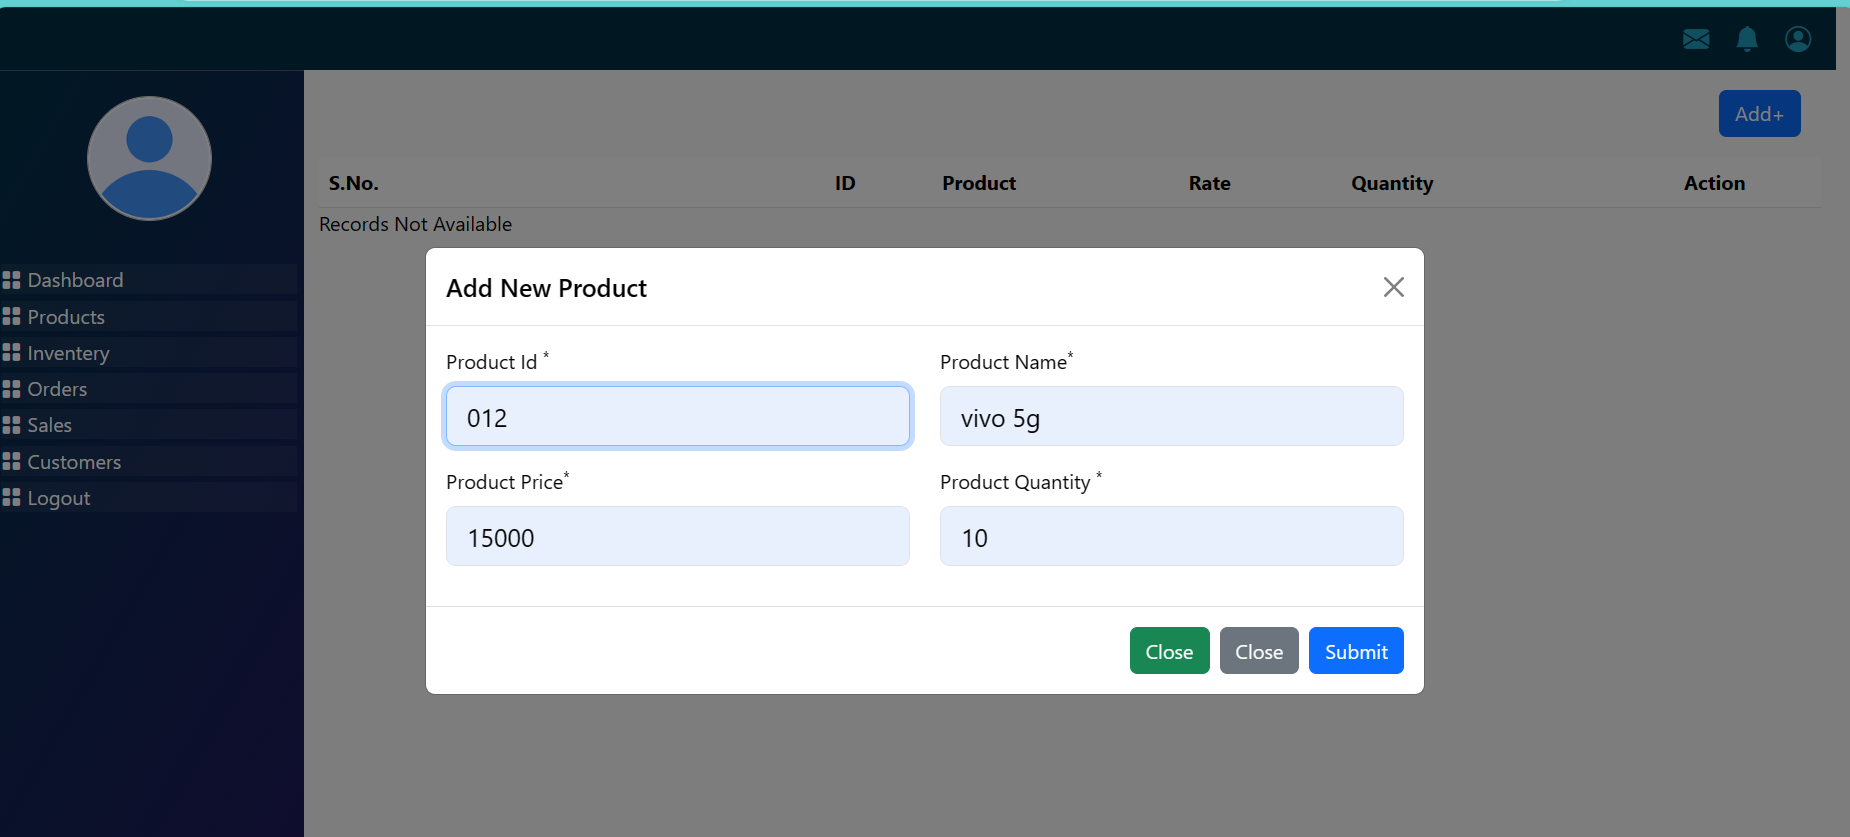 Add+
S.No. ID Product Rate Quantity Action
Records Not Available
Dashboard
Products
Inventery
Orders
Sales
Customers
Logout
Add New Product
Product Id * Product Name*
012 vivo 5g
Product Price* Product Quantity *
15000 10
Close Close Submit